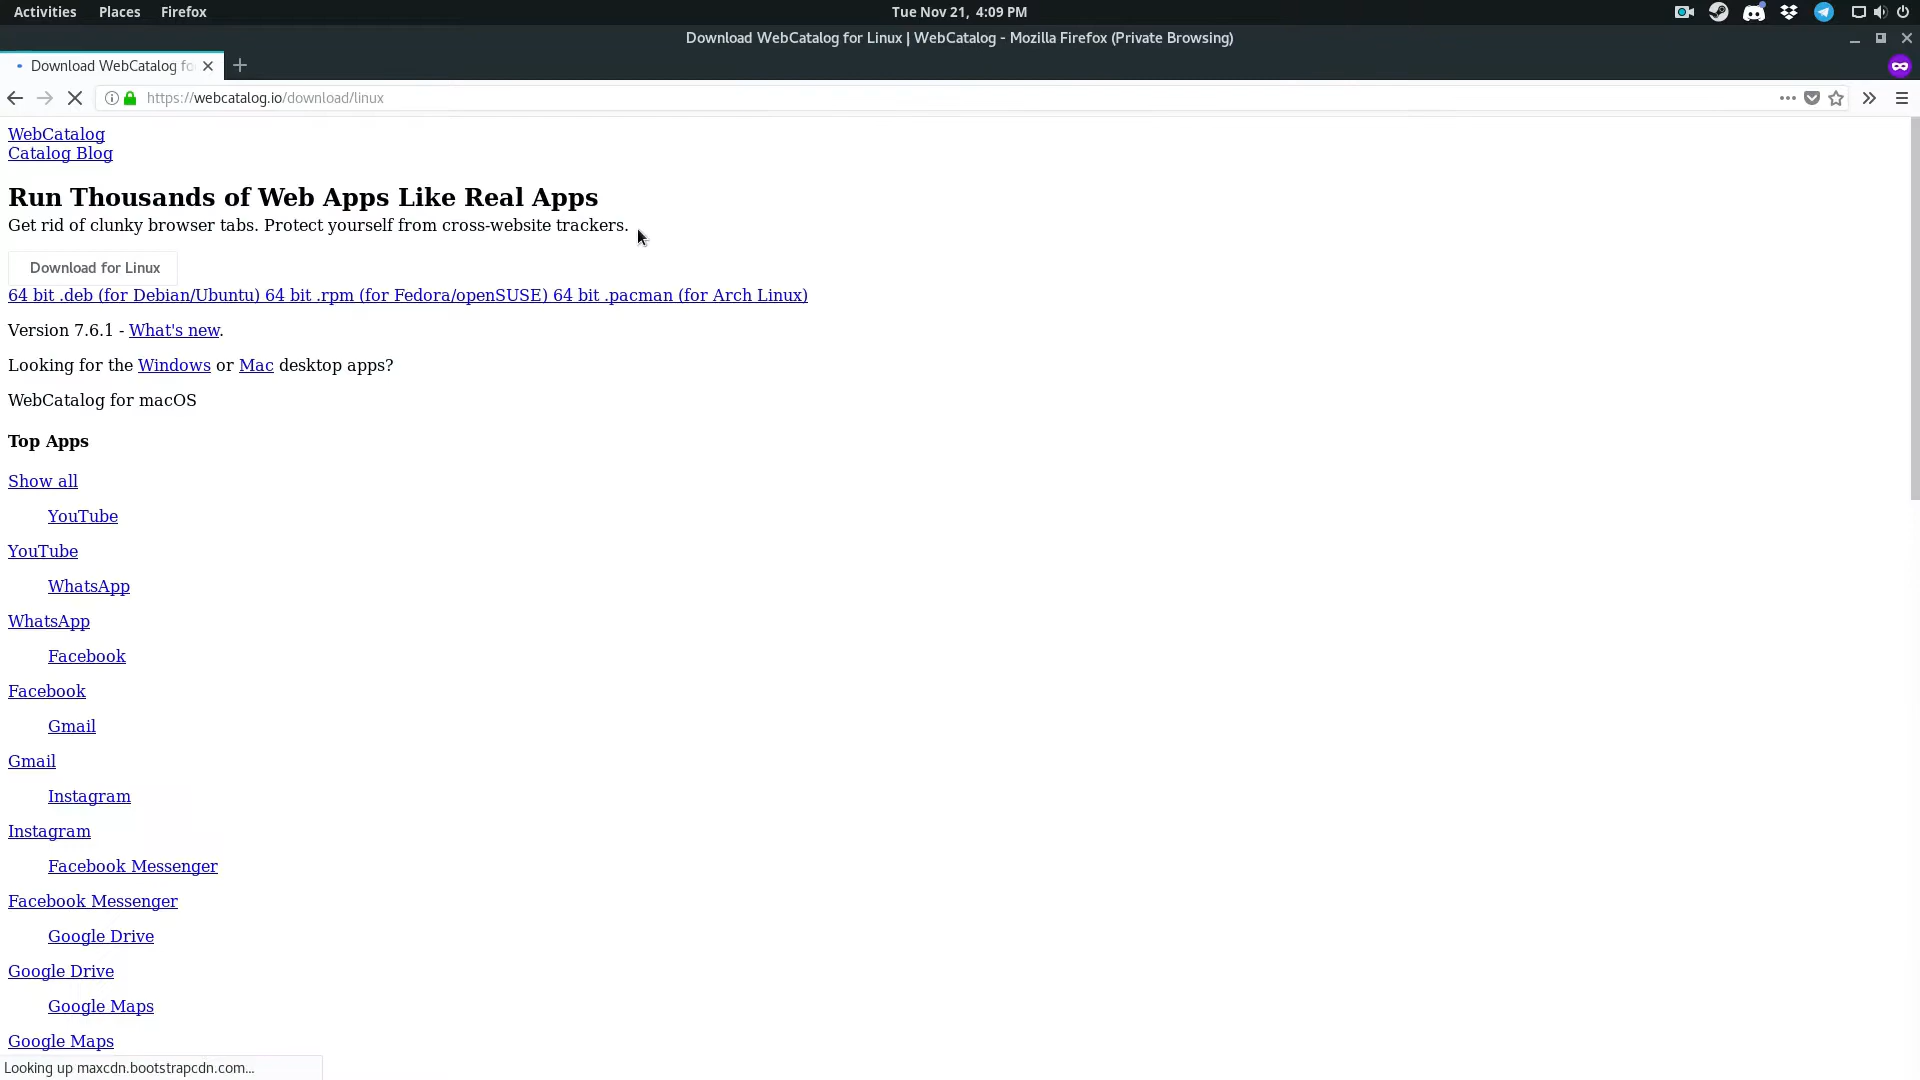 Activities Places Firefox Tue Nov 21, 4:09 PM
Download WebCatalog for Linux | WebCatalog - Mozilla Firefox (Private Browsing)
Download WebCatalog fo
https://webcatalog.io/download/linux
WebCatalog
Catalog Blog
Run Thousands of Web Apps Like Real Apps
Get rid of clunky browser tabs. Protect yourself from cross-website trackers.
Download for Linux
64 bit .deb (for Debian/Ubuntu) 64 bit .rpm (for Fedora/openSUSE) 64 bit .pacman (for Arch Linux)
Version 7.6.1 - What's new.
Looking for the Windows or Mac desktop apps?
WebCatalog for macOS
Top Apps
Show all
YouTube
YouTube
WhatsApp
WhatsApp
Facebook
Facebook
Gmail
Gmail
Instagram
Instagram
Facebook Messenger
Facebook Messenger
Google Drive
Google Drive
Google Maps
Google Maps
Looking up maxcdn.bootstrapcdn.com...